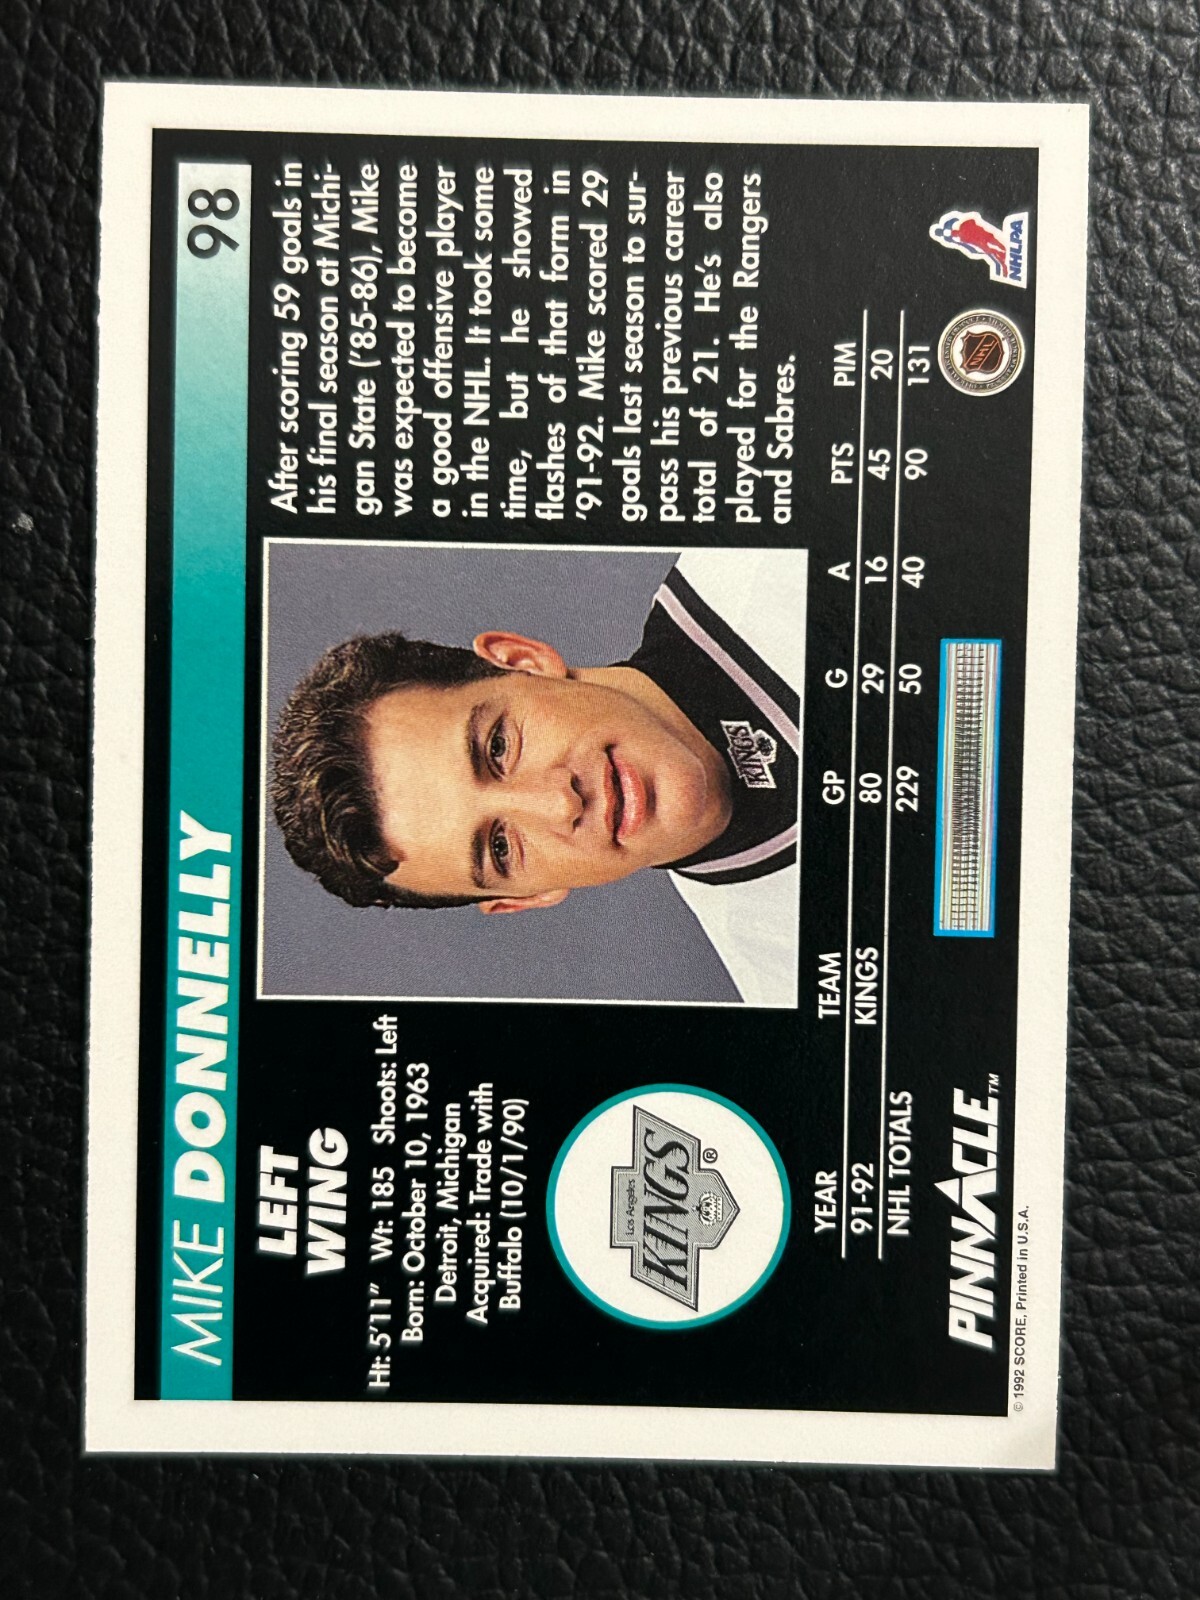 MIKE DONNELLY 98
LEFT
WING
Ht: 5'11" Wt: 185 Shoots: Left
Born: October 10, 1963
Detroit, Michigan
Acquired: Trade with
Buffalo (10/1/90)
Los Angeles
KINGS
®
KINGS
After scoring 59 goals in
his final season at Michi-
gan State ('85-86), Mike
was expected to become
a good offensive player
in the NHL. It took some
time, but he showed
flashes of that form in
'91-92. Mike scored 29
goals last season to sur-
pass his previous career
total of 21. He's also
played for the Rangers
and Sabres.
YEAR TEAM GP G A PTS PIM
91-92 KINGS 80 29 16 45 20
NHL TOTALS 229 50 40 90 131
PINNACLE™
NHL
NHLPA
© 1992 SCORE, Printed in U.S.A.